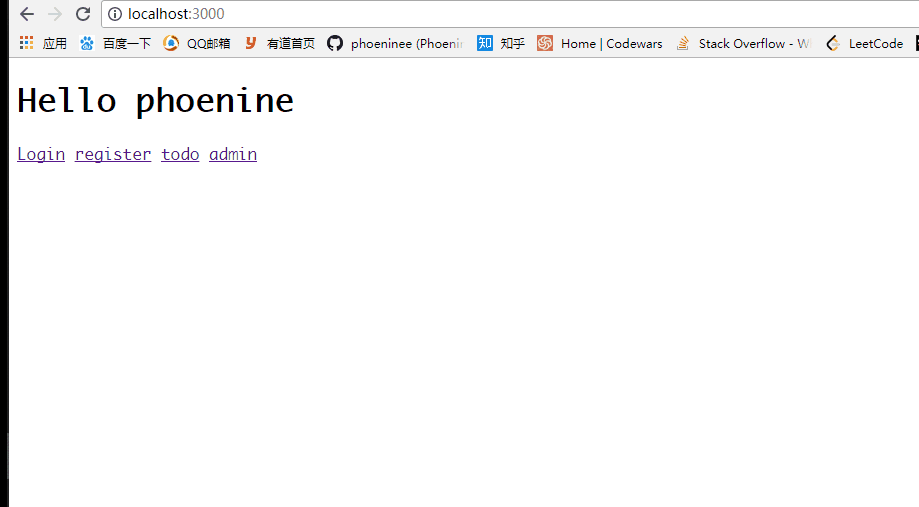 localhost:3000
应用 百度一下 QQ邮箱 有道首页 phoeninee (Phoenin 知 知乎 Home | Codewars Stack Overflow - W LeetCode
Hello phoenine
Login register todo admin